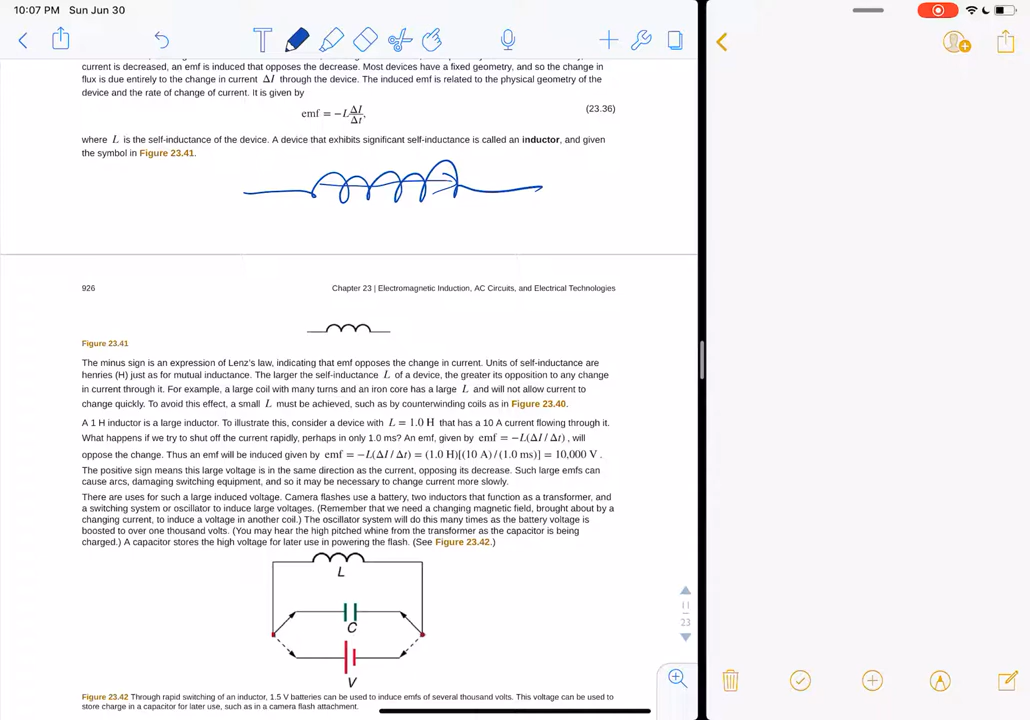 10:07 PM Sun Jun 30
current is decreased, an emf is induced that opposes the decrease. Most devices have a fixed geometry, and so the change in
flux is due entirely to the change in current ΔI through the device. The induced emf is related to the physical geometry of the
device and the rate of change of current. It is given by
emf = −L ΔI/Δt, (23.36)
where L is the self-inductance of the device. A device that exhibits significant self-inductance is called an inductor, and given
the symbol in Figure 23.41.
926 Chapter 23 | Electromagnetic Induction, AC Circuits, and Electrical Technologies
Figure 23.41
The minus sign is an expression of Lenz's law, indicating that emf opposes the change in current. Units of self-inductance are
henries (H) just as for mutual inductance. The larger the self-inductance L of a device, the greater its opposition to any change
in current through it. For example, a large coil with many turns and an iron core has a large L and will not allow current to
change quickly. To avoid this effect, a small L must be achieved, such as by counterwinding coils as in Figure 23.40.
A 1 H inductor is a large inductor. To illustrate this, consider a device with L = 1.0 H that has a 10 A current flowing through it.
What happens if we try to shut off the current rapidly, perhaps in only 1.0 ms? An emf, given by emf = −L(ΔI / Δt), will
oppose the change. Thus an emf will be induced given by emf = −L(ΔI / Δt) = (1.0 H)[(10 A) / (1.0 ms)] = 10,000 V.
The positive sign means this large voltage is in the same direction as the current, opposing its decrease. Such large emfs can
cause arcs, damaging switching equipment, and so it may be necessary to change current more slowly.
There are uses for such a large induced voltage. Camera flashes use a battery, two inductors that function as a transformer, and
a switching system or oscillator to induce large voltages. (Remember that we need a changing magnetic field, brought about by a
changing current, to induce a voltage in another coil.) The oscillator system will do this many times as the battery voltage is
boosted to over one thousand volts. (You may hear the high pitched whine from the transformer as the capacitor is being
charged.) A capacitor stores the high voltage for later use in powering the flash. (See Figure 23.42.)
L
C
V
11
23
Figure 23.42 Through rapid switching of an inductor, 1.5 V batteries can be used to induce emfs of several thousand volts. This voltage can be used to
store charge in a capacitor for later use, such as in a camera flash attachment.